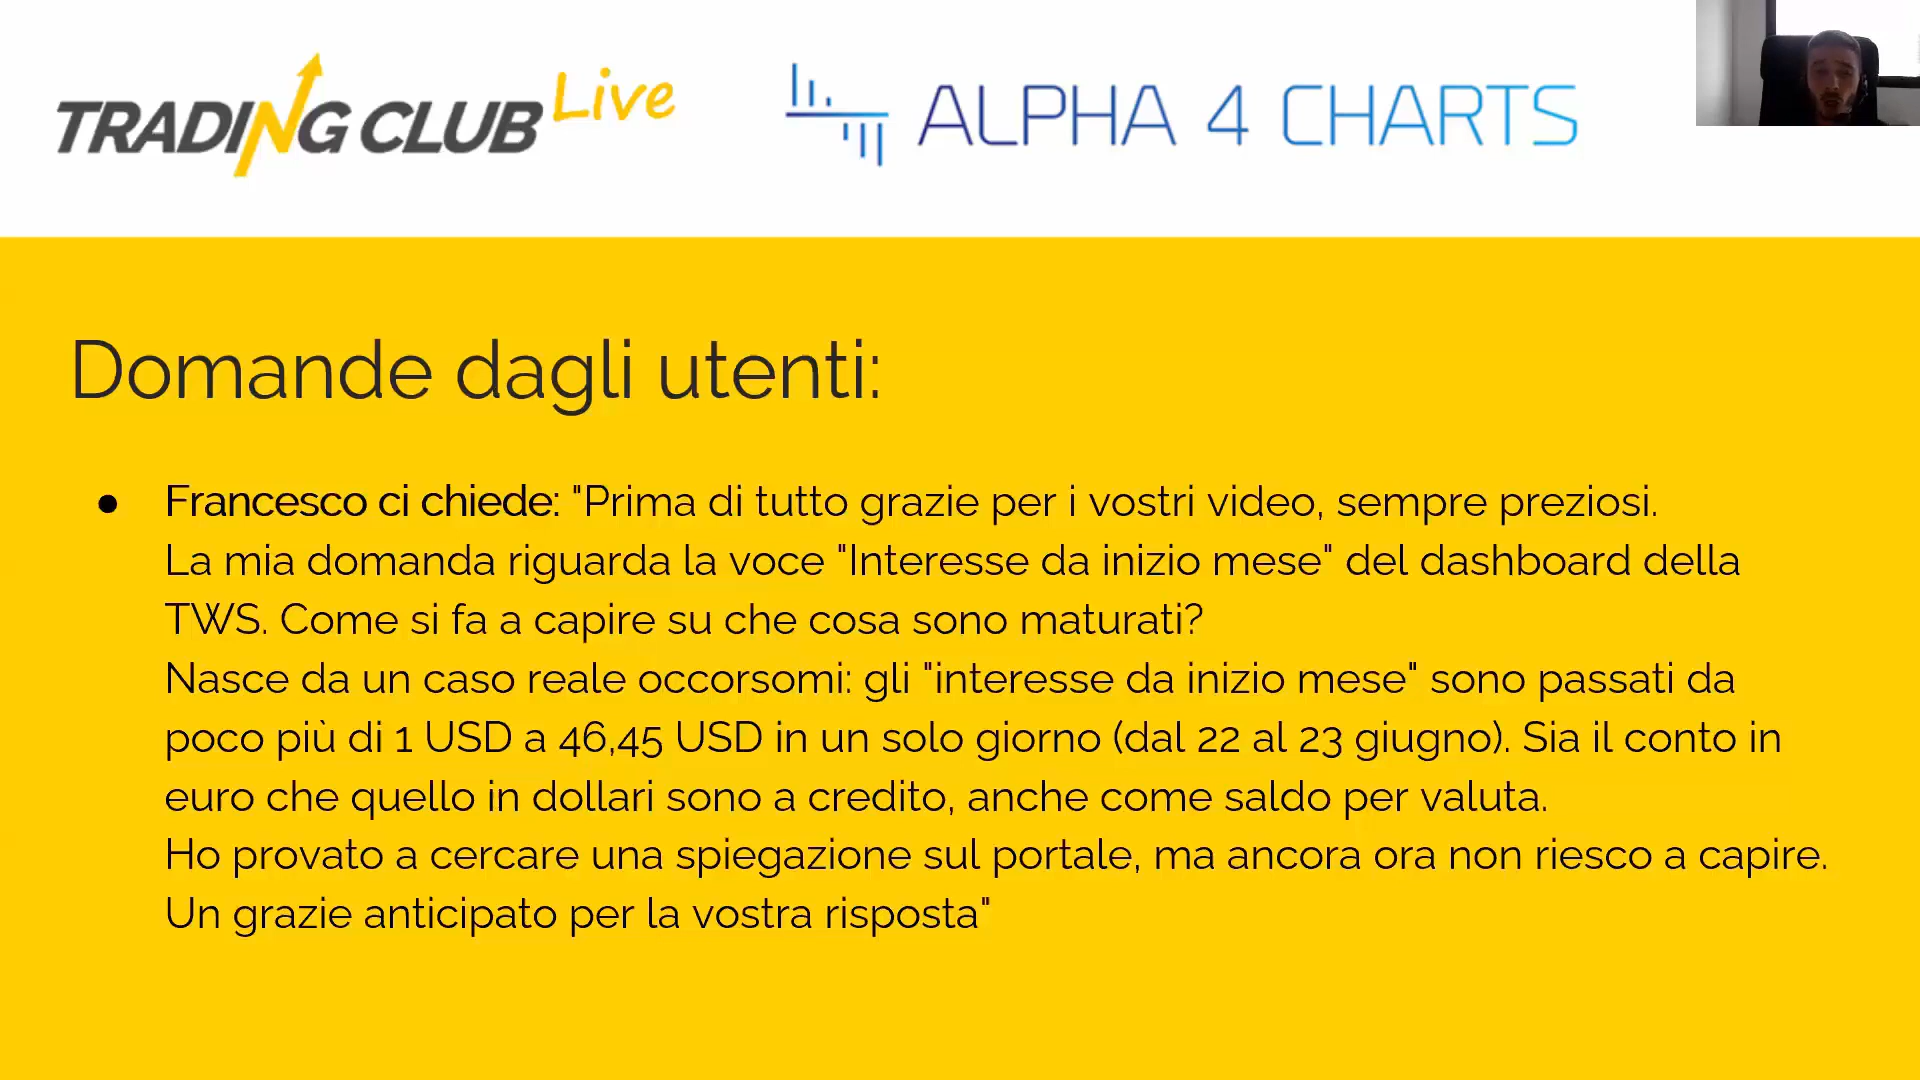 TRADING CLUB Live
ALPHA 4 CHARTS
Domande dagli utenti:
● Francesco ci chiede: "Prima di tutto grazie per i vostri video, sempre preziosi.
La mia domanda riguarda la voce "Interesse da inizio mese" del dashboard della
TWS. Come si fa a capire su che cosa sono maturati?
Nasce da un caso reale occorsomi: gli "interesse da inizio mese" sono passati da
poco più di 1 USD a 46,45 USD in un solo giorno (dal 22 al 23 giugno). Sia il conto in
euro che quello in dollari sono a credito, anche come saldo per valuta.
Ho provato a cercare una spiegazione sul portale, ma ancora ora non riesco a capire.
Un grazie anticipato per la vostra risposta"